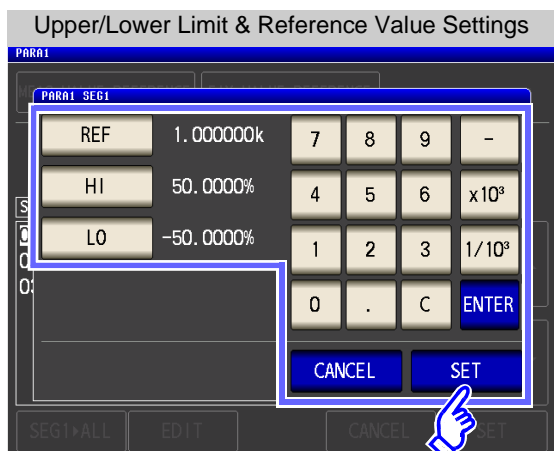 Upper/Lower Limit & Reference Value Settings
PARA1
PARA1 SEG1
REF 1.000000k 7 8 9 -
HI 50.0000% 4 5 6 x10³
LO -50.0000% 1 2 3 1/10³
0 . C ENTER
CANCEL SET
SEG1▸ALL EDIT CANCEL SET